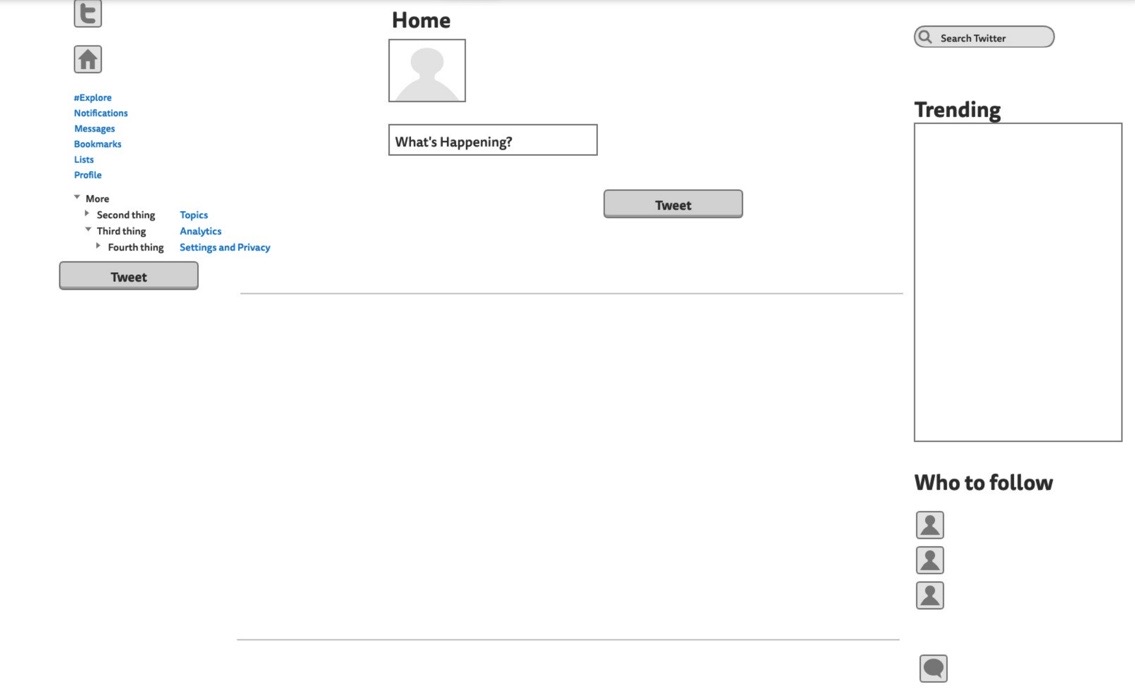 Home
Search Twitter
#Explore
Notifications
Messages
Bookmarks
Lists
Profile
More
Second thing Topics
Third thing Analytics
Fourth thing Settings and Privacy
Tweet
What's Happening?
Tweet
Trending
Who to follow